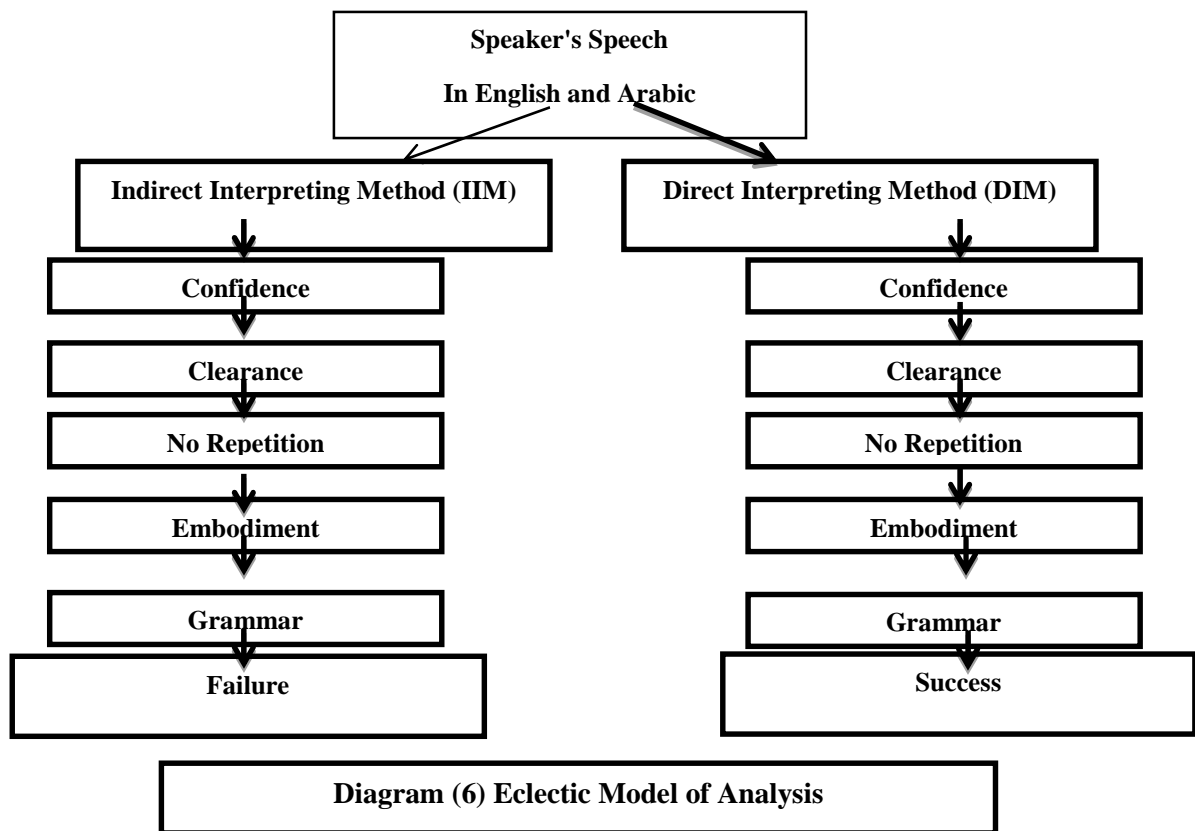 Speaker's Speech
In English and Arabic
Indirect Interpreting Method (IIM)
Direct Interpreting Method (DIM)
Confidence
Confidence
Clearance
Clearance
No Repetition
No Repetition
Embodiment
Embodiment
Grammar
Grammar
Failure
Success
Diagram (6) Eclectic Model of Analysis